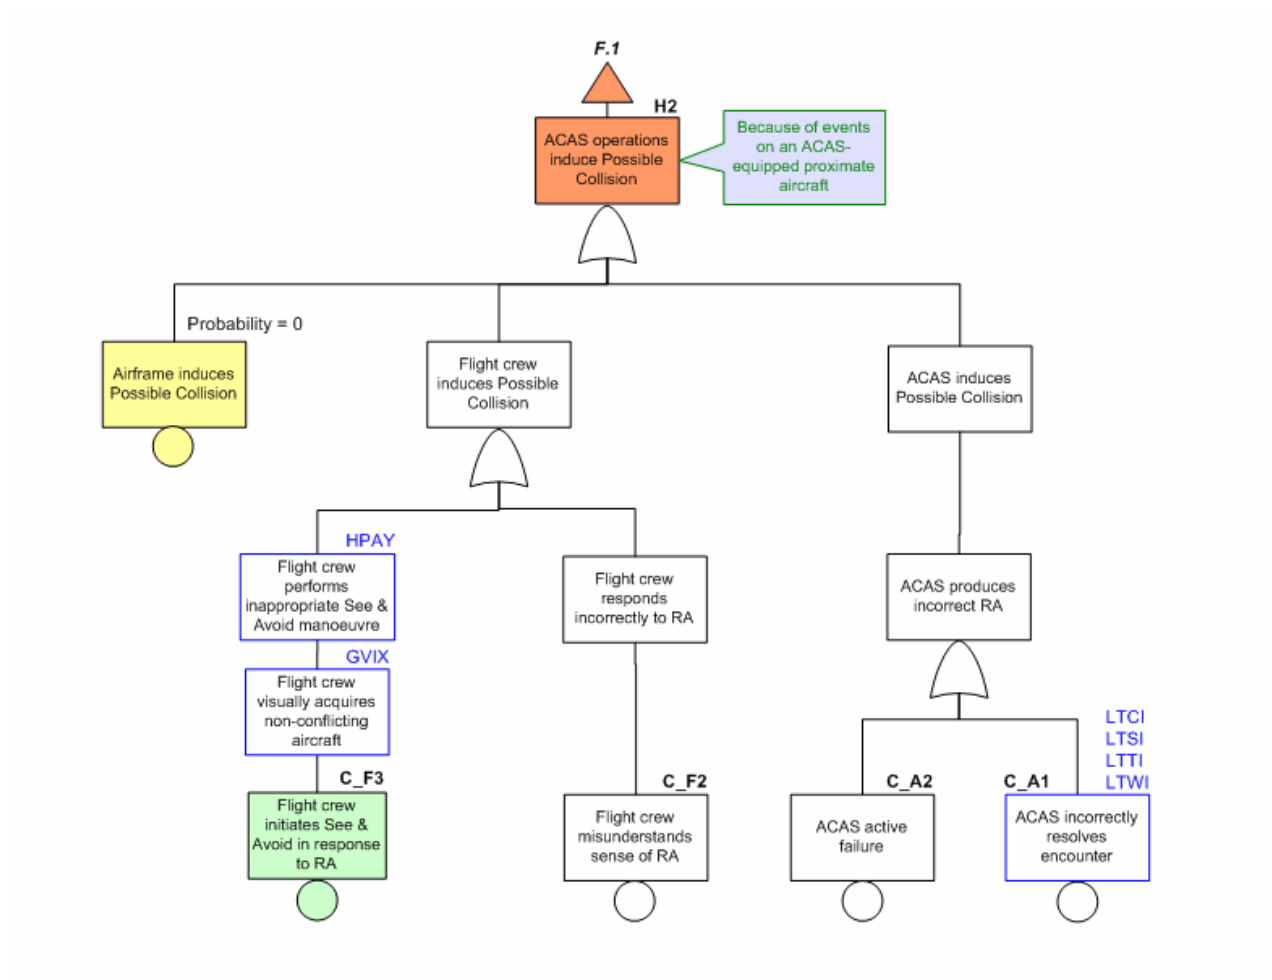 F.1
H2
ACAS operations
induce Possible
Collision
Because of events
on an ACAS-
equipped proximate
aircraft
Probability = 0
Airframe induces
Possible Collision
Flight crew
induces Possible
Collision
ACAS induces
Possible Collision
HPAY
Flight crew
performs
inappropriate See &
Avoid manoeuvre
Flight crew
responds
incorrectly to RA
ACAS produces
incorrect RA
GVIX
Flight crew
visually acquires
non-conflicting
aircraft
C_F3
Flight crew
initiates See &
Avoid in response
to RA
C_F2
Flight crew
misunderstands
sense of RA
C_A2
ACAS active
failure
LTCI
LTSI
LTTI
LTWI
C_A1
ACAS incorrectly
resolves
encounter